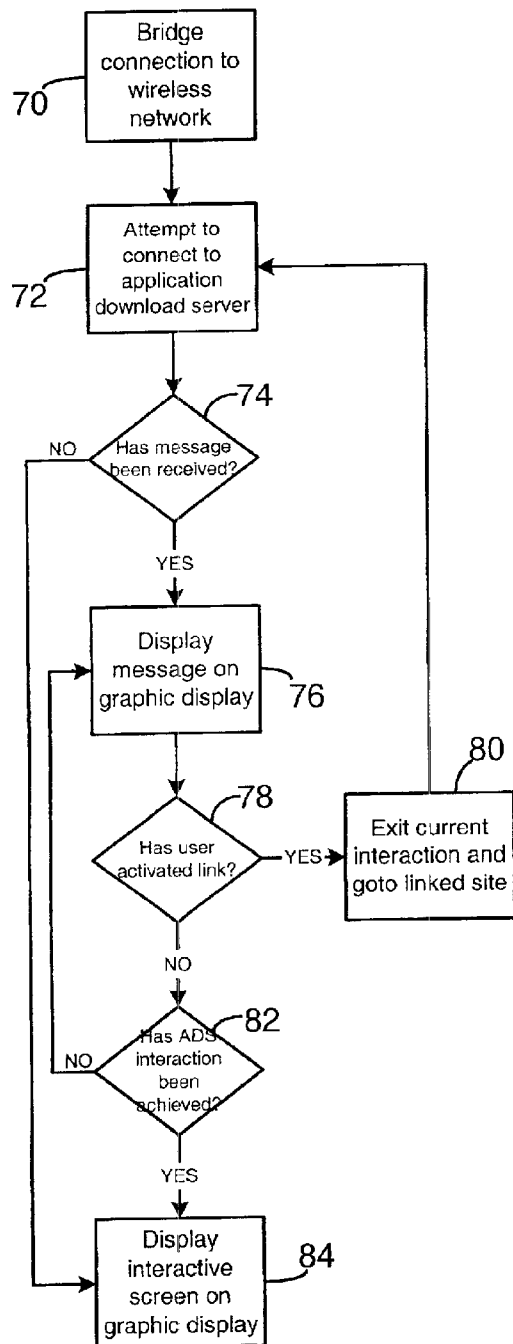 Bridge
connection to
wireless
network
70
Attempt to
connect to
application
download server
72
74
Has message
been received?
NO
YES
Display
message on
graphic display
76
78
Has user
activated link?
YES
80
Exit current
interaction and
goto linked site
NO
82
Has ADS
interaction
been
achieved?
NO
YES
Display
interactive
screen on
graphic display
84